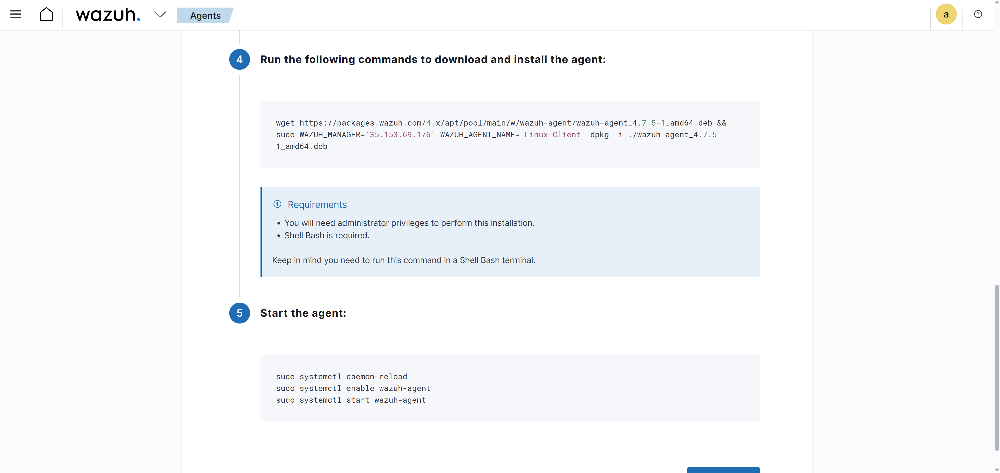 wazuh.
Agents
a
4
Run the following commands to download and install the agent:
wget https://packages.wazuh.com/4.x/apt/pool/main/w/wazuh-agent/wazuh-agent_4.7.5-1_amd64.deb &&
sudo WAZUH_MANAGER='35.153.69.176' WAZUH_AGENT_NAME='Linux-Client' dpkg -i ./wazuh-agent_4.7.5-
1_amd64.deb
Requirements
• You will need administrator privileges to perform this installation.
• Shell Bash is required.
Keep in mind you need to run this command in a Shell Bash terminal.
5
Start the agent:
sudo systemctl daemon-reload
sudo systemctl enable wazuh-agent
sudo systemctl start wazuh-agent